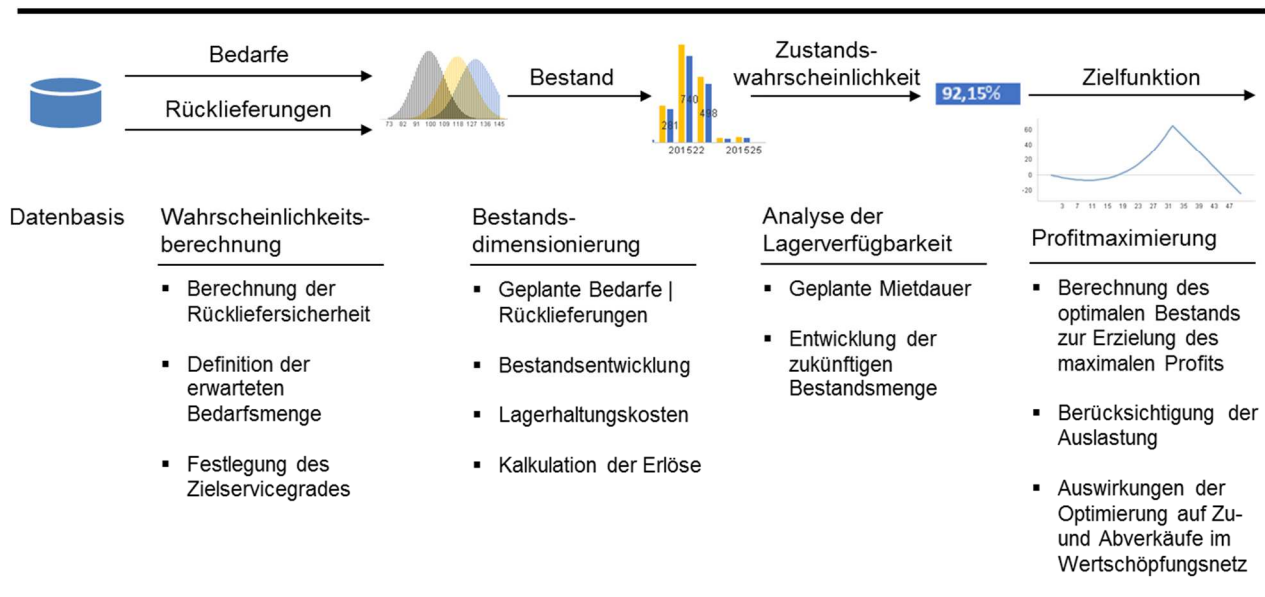 Bedarfe
Rücklieferungen
73 82 91 100 109 118 127 136 145
Bestand
281
740
498
201522 201525
Zustands-
wahrscheinlichkeit
92,15%
Zielfunktion
60
40
20
0
-20
3 7 11 15 19 23 27 31 35 39 43 47
Datenbasis
Wahrscheinlichkeits-
berechnung
▪ Berechnung der
Rückliefersicherheit
▪ Definition der
erwarteten
Bedarfsmenge
▪ Festlegung des
Zielservicegrades
Bestands-
dimensionierung
▪ Geplante Bedarfe |
Rücklieferungen
▪ Bestandsentwicklung
▪ Lagerhaltungskosten
▪ Kalkulation der Erlöse
Analyse der
Lagerverfügbarkeit
▪ Geplante Mietdauer
▪ Entwicklung der
zukünftigen
Bestandsmenge
Profitmaximierung
▪ Berechnung des
optimalen Bestands
zur Erzielung des
maximalen Profits
▪ Berücksichtigung der
Auslastung
▪ Auswirkungen der
Optimierung auf Zu-
und Abverkäufe im
Wertschöpfungsnetz